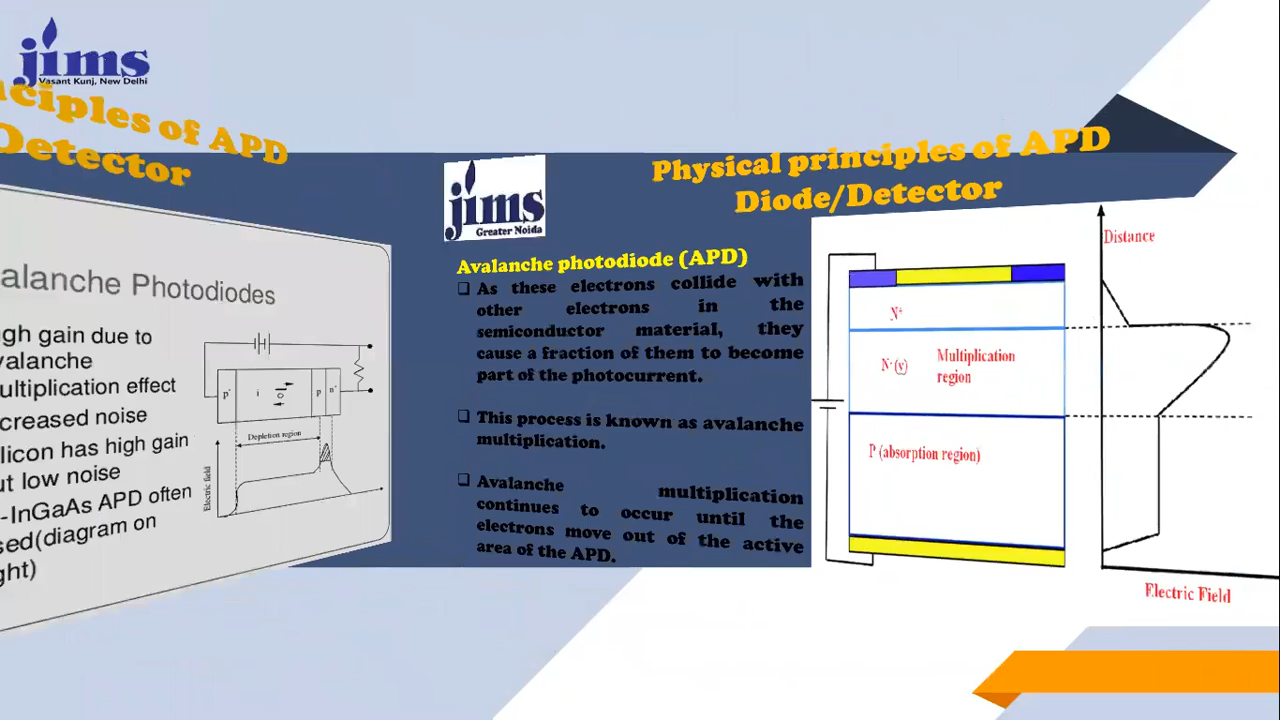 jims
Vasant Kunj, New Delhi
nciples of APD
Detector
valanche Photodiodes
gh gain due to
valanche
ultiplication effect
creased noise
licon has high gain
ut low noise
-InGaAs APD often
sed(diagram on
ght)
p+
i
p
n+
Depletion region
Electric field
jims
Greater Noida
Physical principles of APD
Diode/Detector
Avalanche photodiode (APD)
❑ As these electrons collide with
other electrons in the
semiconductor material, they
cause a fraction of them to become
part of the photocurrent.
❑ This process is known as avalanche
multiplication.
❑ Avalanche multiplication
continues to occur until the
electrons move out of the active
area of the APD.
N+
N- (v)
Multiplication
region
P (absorption region)
Distance
Electric Field